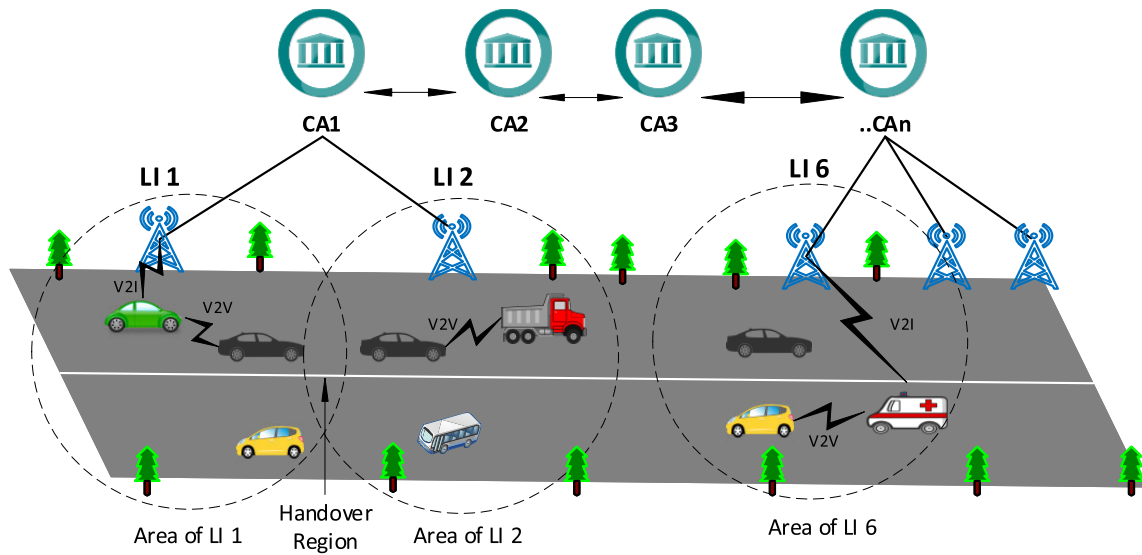 CA1
CA2
CA3
..CAn
LI 1
LI 2
LI 6
V2I
V2V
V2V
V2I
V2V
Area of LI 1
Handover
Region
Area of LI 2
Area of LI 6